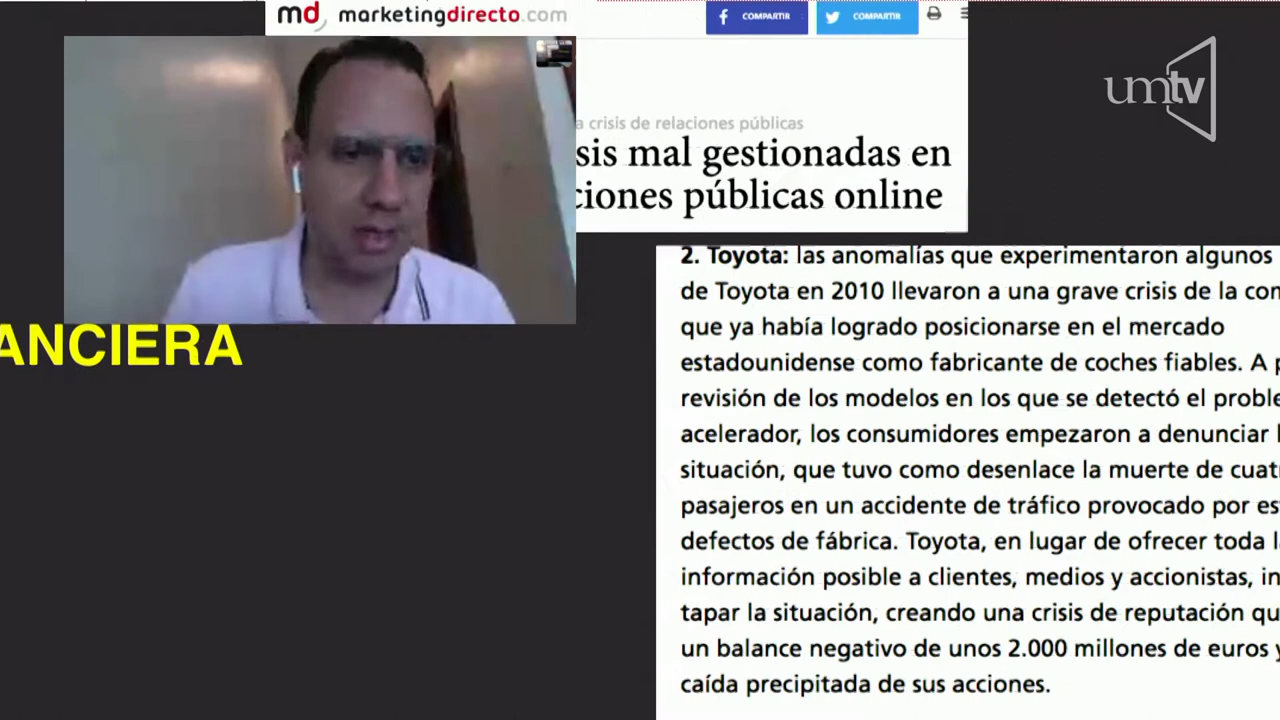 md marketingdirecto.com
COMPARTIR
COMPARTIR
umtv
a crisis de relaciones públicas
sis mal gestionadas en
ciones públicas online
ANCIERA
2. Toyota: las anomalías que experimentaron algunos
de Toyota en 2010 llevaron a una grave crisis de la com
que ya había logrado posicionarse en el mercado
estadounidense como fabricante de coches fiables. A p
revisión de los modelos en los que se detectó el proble
acelerador, los consumidores empezaron a denunciar l
situación, que tuvo como desenlace la muerte de cuat
pasajeros en un accidente de tráfico provocado por es
defectos de fábrica. Toyota, en lugar de ofrecer toda l
información posible a clientes, medios y accionistas, in
tapar la situación, creando una crisis de reputación qu
un balance negativo de unos 2.000 millones de euros y
caída precipitada de sus acciones.